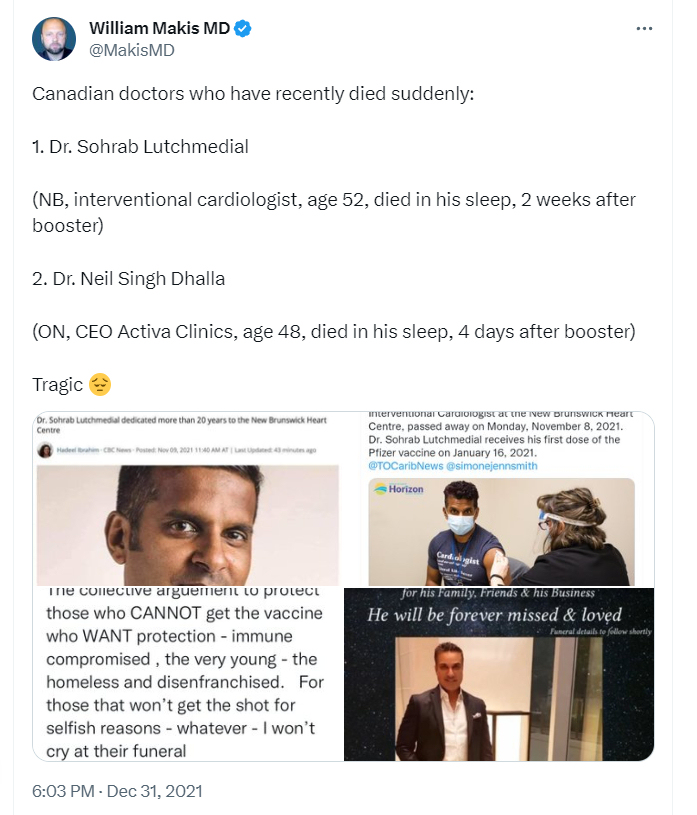 William Makis MD
@MakisMD
Canadian doctors who have recently died suddenly:
1. Dr. Sohrab Lutchmedial
(NB, interventional cardiologist, age 52, died in his sleep, 2 weeks after
booster)
2. Dr. Neil Singh Dhalla
(ON, CEO Activa Clinics, age 48, died in his sleep, 4 days after booster)
Tragic 😔
Dr. Sohrab Lutchmedial dedicated more than 20 years to the New Brunswick Heart
Centre
Hadeel Ibrahim · CBC News · Posted: Nov 09, 2021 11:40 AM AT | Last Updated: 43 minutes ago
Interventional Cardiologist at the New Brunswick Heart
Centre, passed away on Monday, November 8, 2021.
Dr. Sohrab Lutchmedial receives his first dose of the
Pfizer vaccine on January 16, 2021.
@TOCaribNews @simonejennsmith
Horizon
The collective arguement to protect
those who CANNOT get the vaccine
who WANT protection - immune
compromised , the very young - the
homeless and disenfranchised. For
those that won't get the shot for
selfish reasons - whatever - I won't
cry at their funeral
for his Family, Friends & his Business
He will be forever missed & loved
Funeral details to follow shortly
6:03 PM · Dec 31, 2021